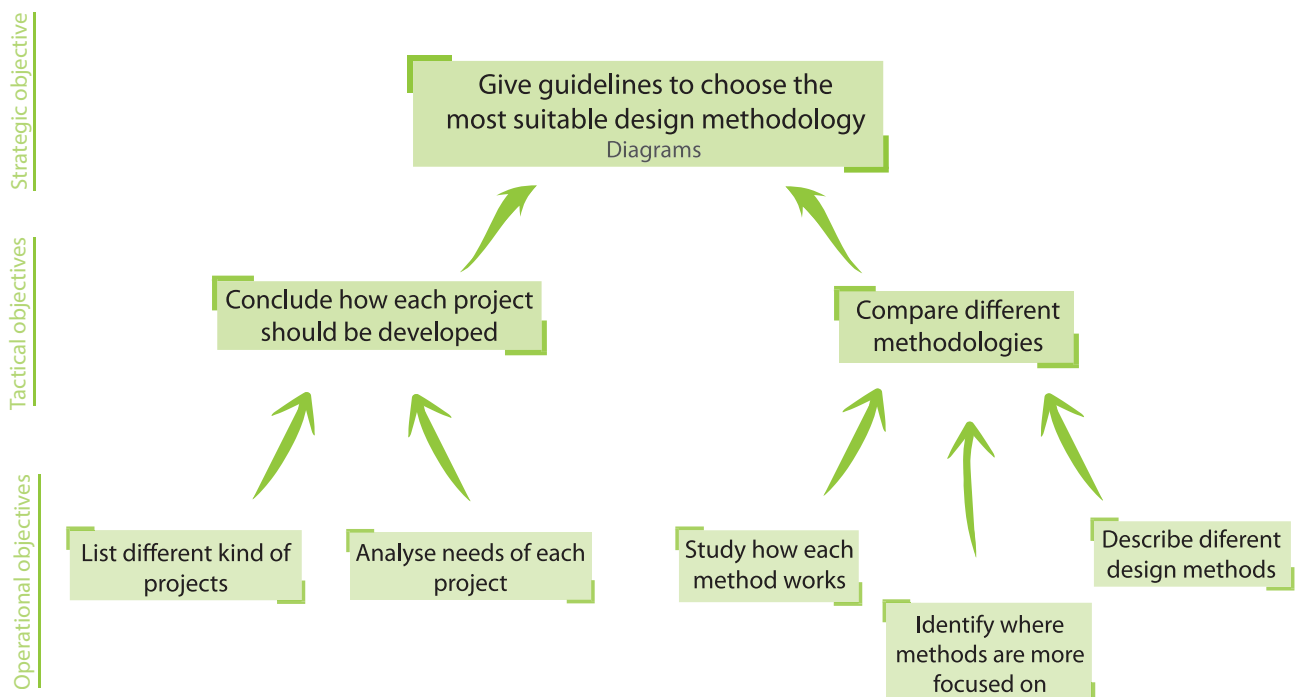 Strategic objective
Give guidelines to choose the
most suitable design methodology
Diagrams
Tactical objectives
Conclude how each project
should be developed
Compare different
methodologies
Operational objectives
List different kind of
projects
Analyse needs of each
project
Study how each
method works
Identify where
methods are more
focused on
Describe diferent
design methods